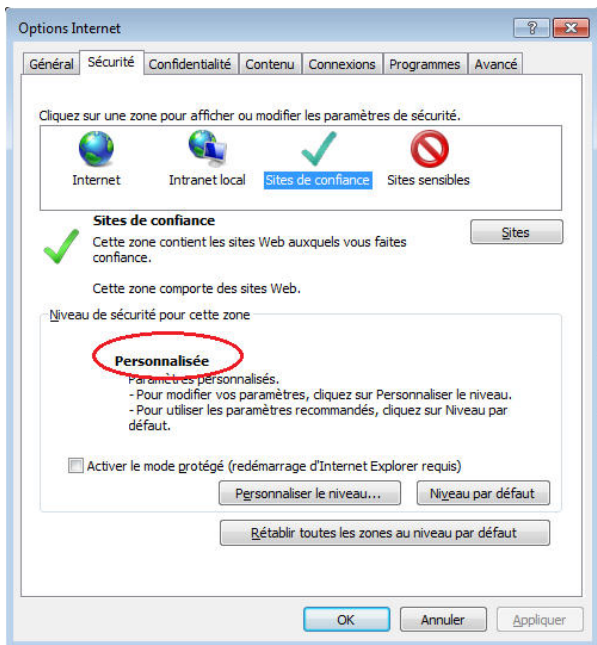 Options Internet
Général Sécurité Confidentialité Contenu Connexions Programmes Avancé
Cliquez sur une zone pour afficher ou modifier les paramètres de sécurité.
Internet Intranet local Sites de confiance Sites sensibles
Sites de confiance
Sites
Cette zone contient les sites Web auxquels vous faites
confiance.
Cette zone comporte des sites Web.
Niveau de sécurité pour cette zone
Personnalisée
Paramètres personnalisés.
- Pour modifier vos paramètres, cliquez sur Personnaliser le niveau.
- Pour utiliser les paramètres recommandés, cliquez sur Niveau par
défaut.
Activer le mode protégé (redémarrage d'Internet Explorer requis)
Personnaliser le niveau... Niveau par défaut
Rétablir toutes les zones au niveau par défaut
OK Annuler Appliquer